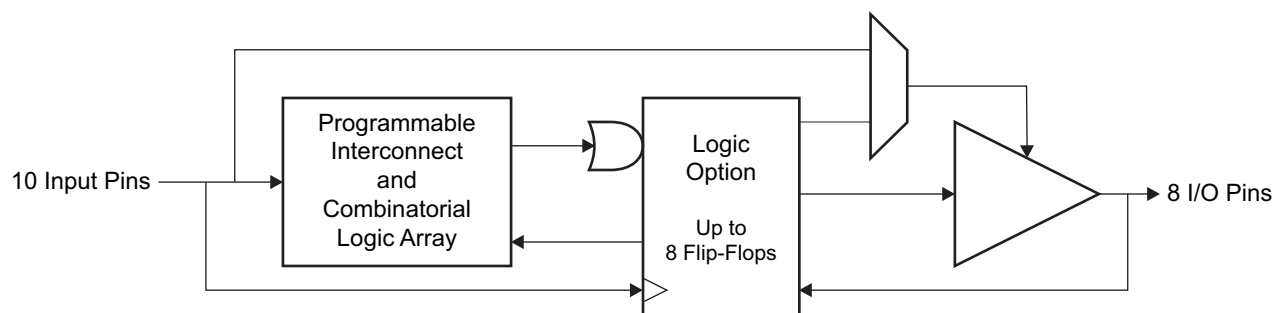 10 Input Pins
Programmable
Interconnect
and
Combinatorial
Logic Array
Logic
Option
Up to
8 Flip-Flops
8 I/O Pins